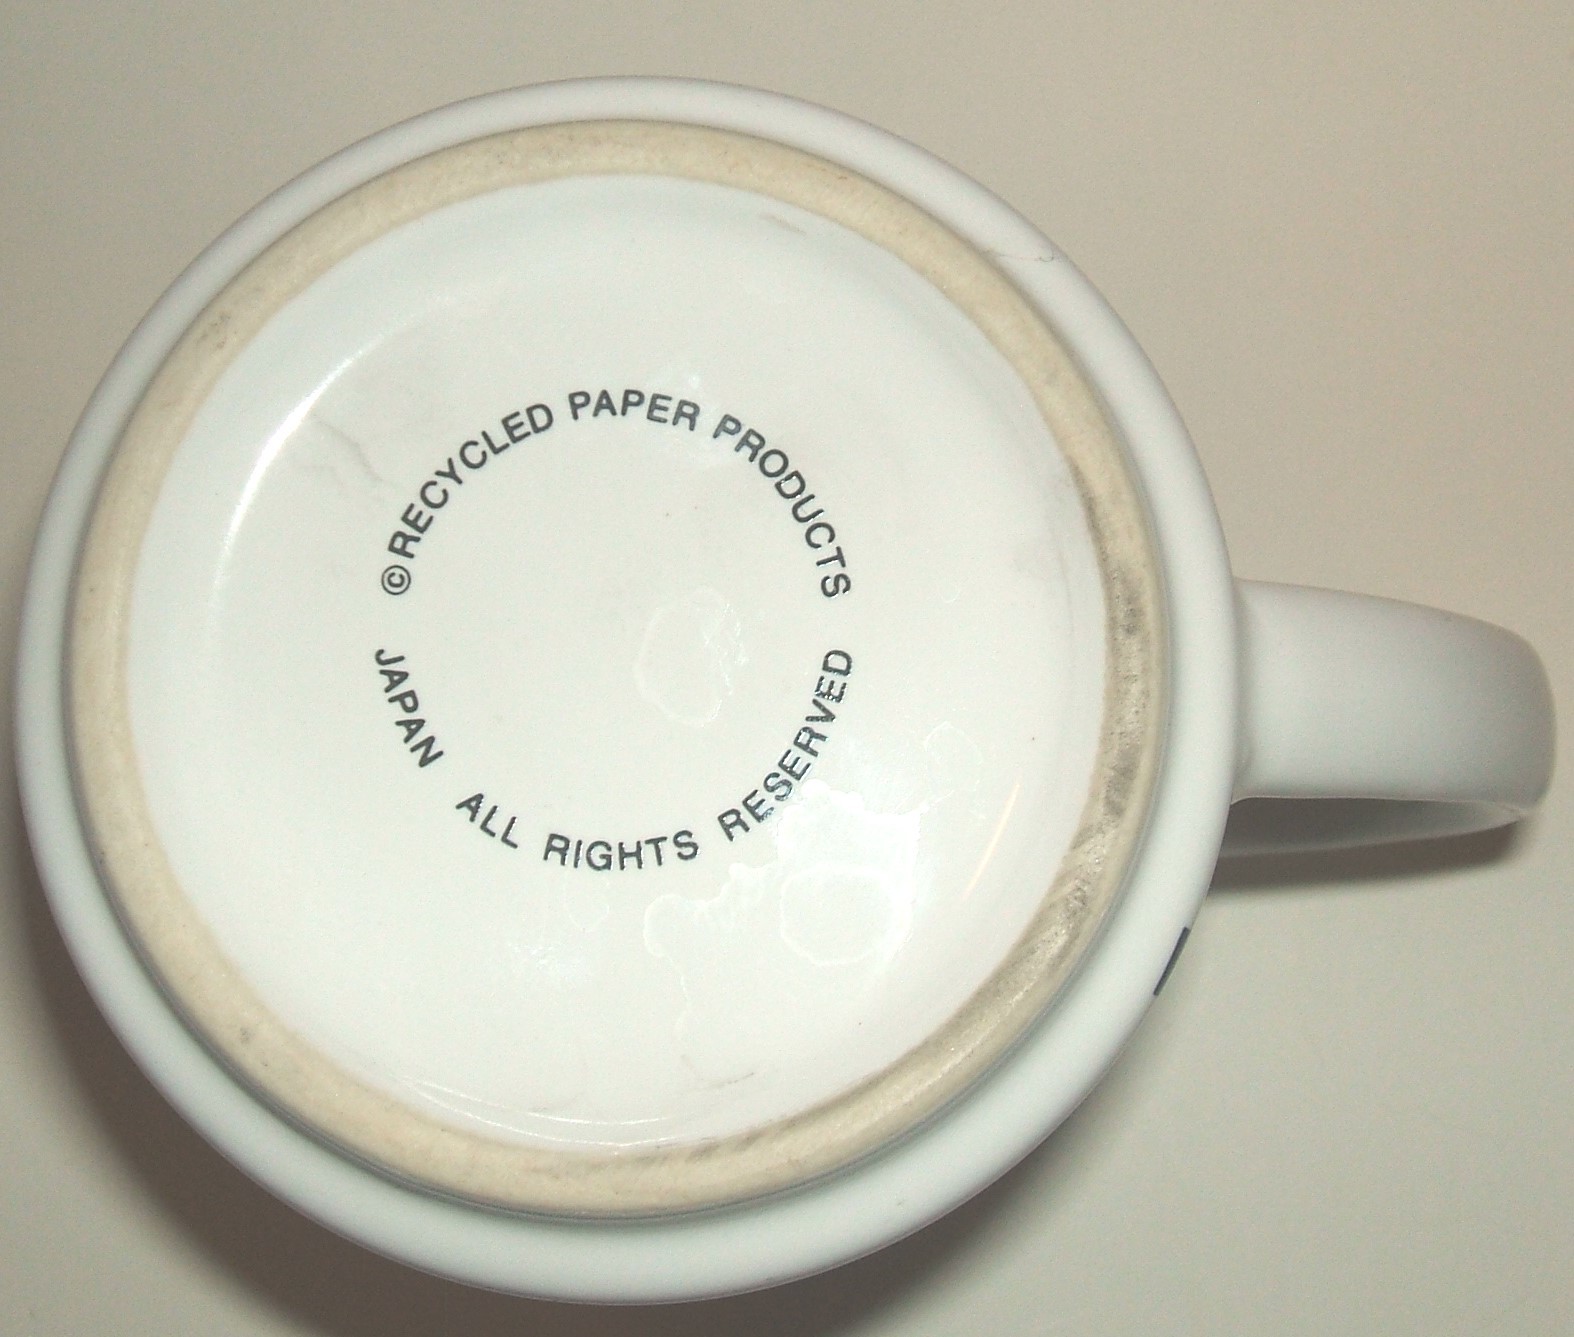 ©RECYCLED PAPER PRODUCTS
JAPAN ALL RIGHTS RESERVED